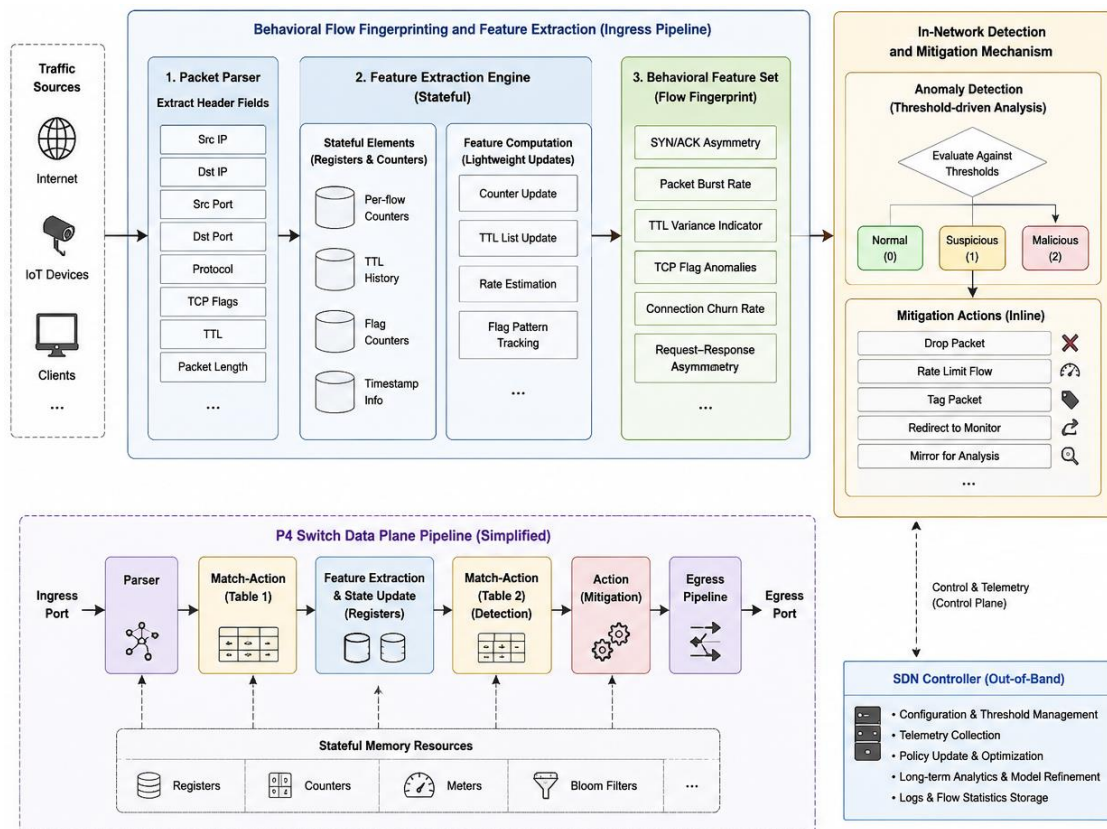 Behavioral Flow Fingerprinting and Feature Extraction (Ingress Pipeline)
Traffic
Sources
Internet
IoT Devices
Clients
...
1. Packet Parser
Extract Header Fields
Src IP
Dst IP
Src Port
Dst Port
Protocol
TCP Flags
TTL
Packet Length
...
2. Feature Extraction Engine
(Stateful)
Stateful Elements
(Registers & Counters)
Per-flow
Counters
TTL
History
Flag
Counters
Timestamp
Info
Feature Computation
(Lightweight Updates)
Counter Update
TTL List Update
Rate Estimation
Flag Pattern
Tracking
...
3. Behavioral Feature Set
(Flow Fingerprint)
SYN/ACK Asymmetry
Packet Burst Rate
TTL Variance Indicator
TCP Flag Anomalies
Connection Churn Rate
Request–Response
Asymmmetry
...
In-Network Detection
and Mitigation Mechanism
Anomaly Detection
(Threshold-driven Analysis)
Evaluate Against
Thresholds
Normal
(0)
Suspicious
(1)
Malicious
(2)
Mitigation Actions (Inline)
Drop Packet
Rate Limit Flow
Tag Packet
Redirect to Monitor
Mirror for Analysis
...
P4 Switch Data Plane Pipeline (Simplified)
Ingress
Port
Parser
Match-Action
(Table 1)
Feature Extraction
& State Update
(Registers)
Match-Action
(Table 2)
(Detection)
Action
(Mitigation)
Egress
Pipeline
Egress
Port
Stateful Memory Resources
Registers
Counters
Meters
Bloom Filters
...
Control & Telemetry
(Control Plane)
SDN Controller (Out-of-Band)
• Configuration & Threshold Management
• Telemetry Collection
• Policy Update & Optimization
• Long-term Analytics & Model Refinement
• Logs & Flow Statistics Storage